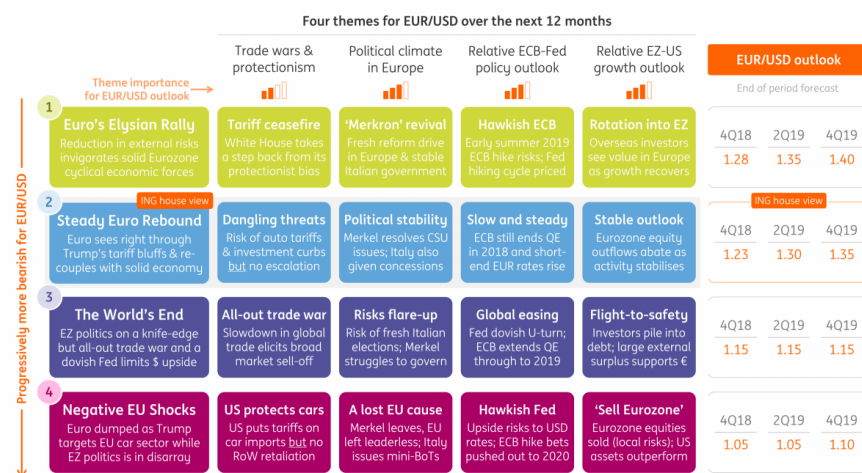 Four themes for EUR/USD over the next 12 months
Trade wars &
protectionism
Political climate
in Europe
Relative ECB-Fed
policy outlook
Relative EZ-US
growth outlook
EUR/USD outlook
End of period forecast
Theme importance
for EUR/USD outlook
Progressively more bearish for EUR/USD
1
Euro's Elysian Rally
Reduction in external risks
invigorates solid Eurozone
cyclical economic forces
Tariff ceasefire
White House takes
a step back from its
protectionist bias
'Merkron' revival
Fresh reform drive
in Europe & stable
Italian government
Hawkish ECB
Early summer 2019
ECB hike risks; Fed
hiking cycle priced
Rotation into EZ
Overseas investors
see value in Europe
as growth recovers
4Q18 2Q19 4Q19
1.28 1.35 1.40
2
ING house view
Steady Euro Rebound
Euro sees right through
Trump's tariff bluffs & re-
couples with solid economy
Dangling threats
Risk of auto tariffs
& investment curbs
but no escalation
Political stability
Merkel resolves CSU
issues; Italy also
given concessions
Slow and steady
ECB still ends QE
in 2018 and short-
end EUR rates rise
Stable outlook
Eurozone equity
outflows abate as
activity stabilises
ING house view
4Q18 2Q19 4Q19
1.23 1.30 1.35
3
The World's End
EZ politics on a knife-edge
but all-out trade war and a
dovish Fed limits $ upside
All-out trade war
Slowdown in global
trade elicits broad
market sell-off
Risks flare-up
Risk of fresh Italian
elections; Merkel
struggles to govern
Global easing
Fed dovish U-turn;
ECB extends QE
through to 2019
Flight-to-safety
Investors pile into
debt; large external
surplus supports €
4Q18 2Q19 4Q19
1.15 1.15 1.15
4
Negative EU Shocks
Euro dumped as Trump
targets EU car sector while
EZ politics is in disarray
US protects cars
US puts tariffs on
car imports but no
RoW retaliation
A lost EU cause
Merkel leaves, EU
left leaderless; Italy
issues mini-BoTs
Hawkish Fed
Upside risks to USD
rates; ECB hike bets
pushed out to 2020
'Sell Eurozone'
Eurozone equities
sold (local risks); US
assets outperform
4Q18 2Q19 4Q19
1.05 1.05 1.10